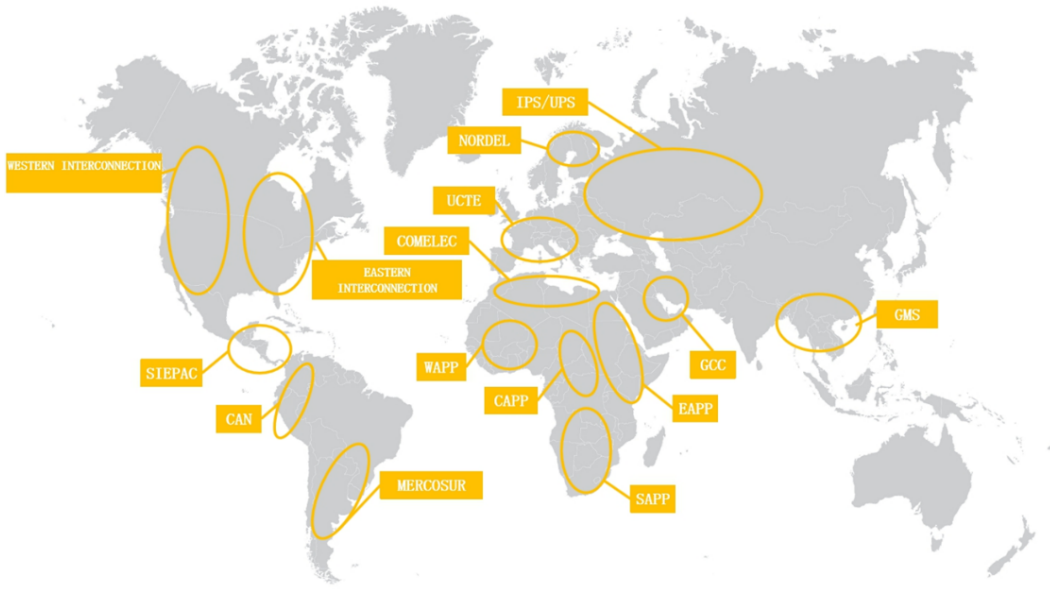 IPS/UPS
NORDEL
WESTERN INTERCONNECTION
UCTE
COMELEC
EASTERN
INTERCONNECTION
GMS
WAPP
GCC
SIEPAC
CAPP
EAPP
CAN
MERCOSUR
SAPP